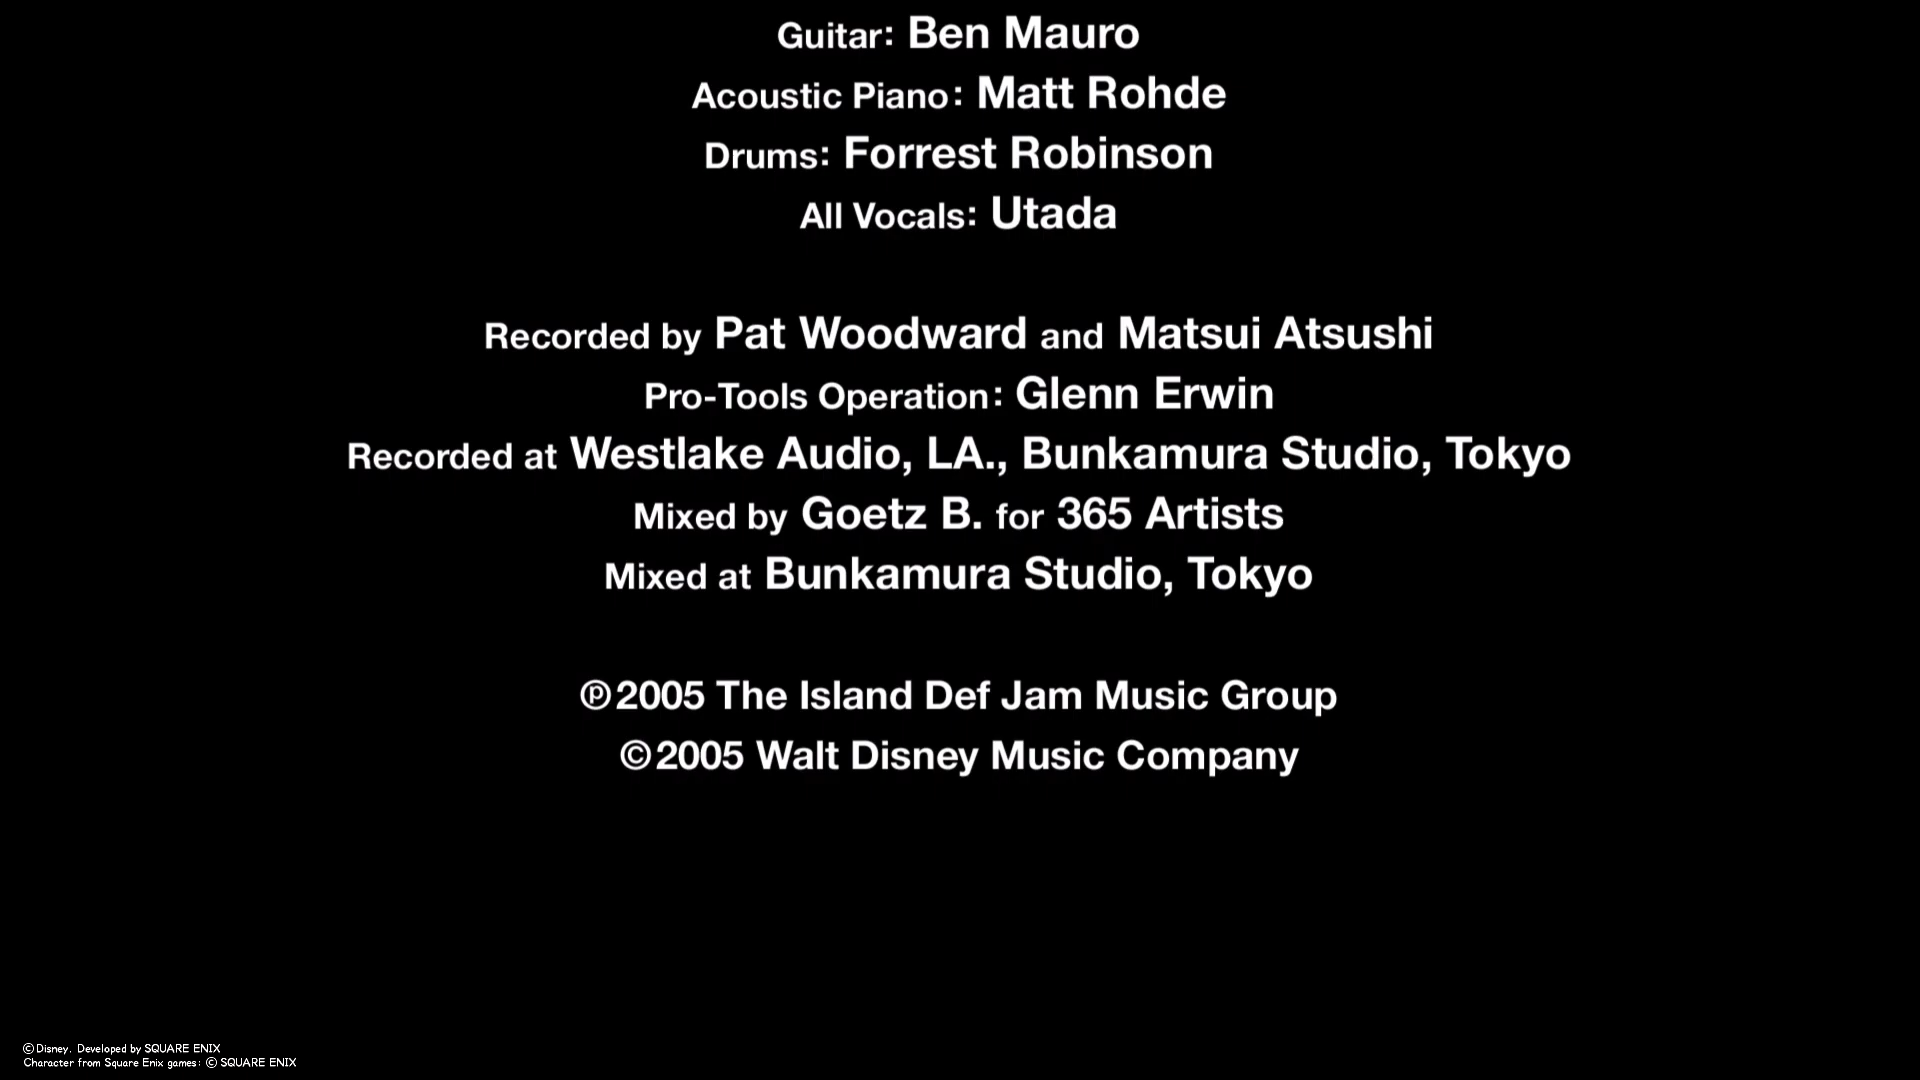 Guitar: Ben Mauro
Acoustic Piano: Matt Rohde
Drums: Forrest Robinson
All Vocals: Utada
Recorded by Pat Woodward and Matsui Atsushi
Pro-Tools Operation: Glenn Erwin
Recorded at Westlake Audio, LA., Bunkamura Studio, Tokyo
Mixed by Goetz B. for 365 Artists
Mixed at Bunkamura Studio, Tokyo
℗2005 The Island Def Jam Music Group
©2005 Walt Disney Music Company
©Disney. Developed by SQUARE ENIX
Character from Square Enix games: © SQUARE ENIX